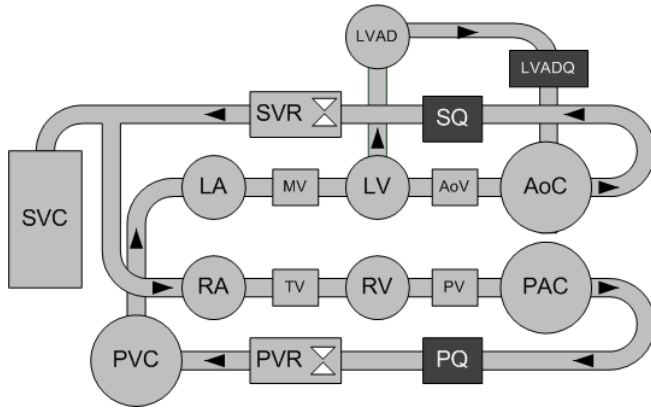 LVAD
LVADQ
SVR
SQ
SVC
LA
MV
LV
AoV
AoC
RA
TV
RV
PV
PAC
PVC
PVR
PQ